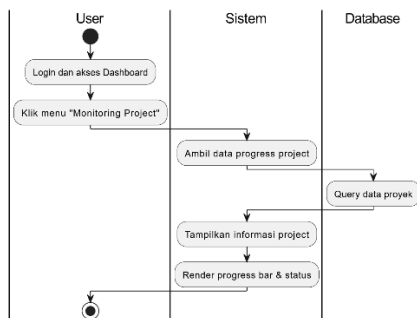 User
Sistem
Database
Login dan akses Dashboard
Klik menu "Monitoring Project"
Ambil data progress project
Query data proyek
Tampilkan informasi project
Render progress bar & status